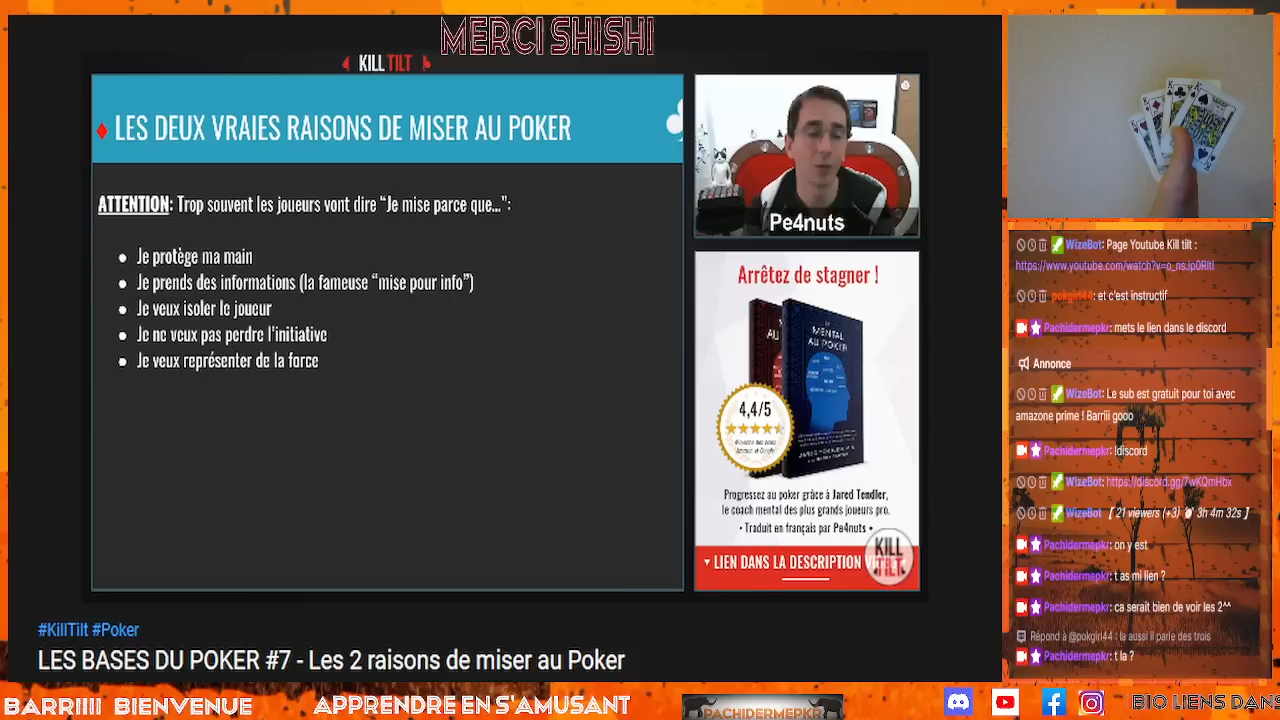 MERCI SHISHI
KILL TILT
LES DEUX VRAIES RAISONS DE MISER AU POKER
ATTENTION: Trop souvent les joueurs vont dire “Je mise parce que...”:
Je protège ma main
Je prends des informations (la fameuse “mise pour info”)
Je veux isoler le joueur
Je ne veux pas perdre l'initiative
Je veux représenter de la force
Pe4nuts
Arrêtez de stagner !
MENTAL
AU POKER
4,4/5
Progressez au poker grâce à Jared Tendler,
le coach mental des plus grands joueurs pro.
• Traduit en français par Pe4nuts •
LIEN DANS LA DESCRIPTION
KILL
TILT
#KillTilt #Poker
LES BASES DU POKER #7 - Les 2 raisons de miser au Poker
WizeBot: Page Youtube Kill tilt :
https://www.youtube.com/watch?v=o_nsJp0RItI
pokgirl44: et c'est instructif
Pachidermepkr: mets le lien dans le discord
Annonce
WizeBot: Le sub est gratuit pour toi avec
amazone prime ! Barriii gooo
Pachidermepkr: !discord
WizeBot: https://discord.gg/7wKQmHbx
WizeBot [ 21 viewers (+3) 3h 4m 32s ]
Pachidermepkr: on y est
Pachidermepkr: t as mi lien ?
Pachidermepkr: ca serait bien de voir les 2^^
Répond à @pokgirl44 : la aussi il parle des trois
Pachidermepkr: t la ?
BARRIIII BIENVENUE
APPRENDRE EN S'AMUSANT
PACHIDERMEPKR
BIO LIENS DANS